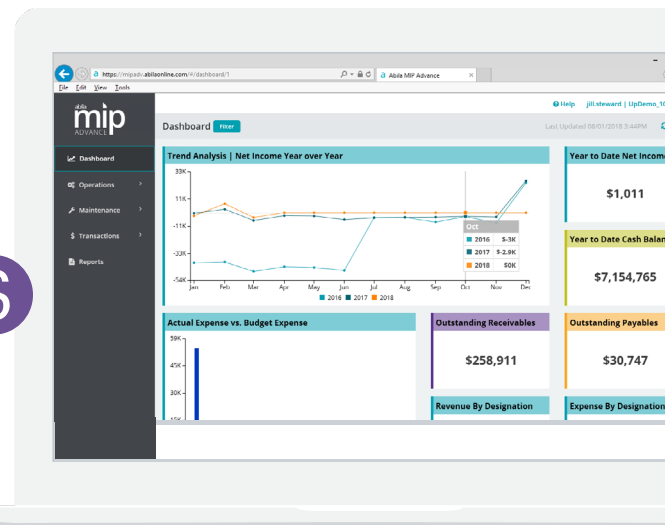 https://mipadv.abilaonline.com/4/dashboard/1
Abila MIP Advance
File Edit View Tools
abila
mip
ADVANCE
Help jill.steward | UpDemo_10
Dashboard Filter
Last Updated 08/01/2018 3:44PM
Dashboard
Operations
Maintenance
Transactions
Reports
Trend Analysis | Net Income Year over Year
33K
11K
-11K
-33K
-54K
Jan Feb Mar Apr May Jun Jul Aug Sep Oct Nov Dec
2016 2017 2018
Oct
2016 $-3K
2017 $-2.9K
2018 $0K
Year to Date NetIncom
$1,011
Year to Date Cash Balan
$7,154,765
Actual Expense vs. Budget Expense
59K
45K
30K
Outstanding Receivables
$258,911
Outstanding Payables
$30,747
Revenue By Designation
Expense By Designation
S